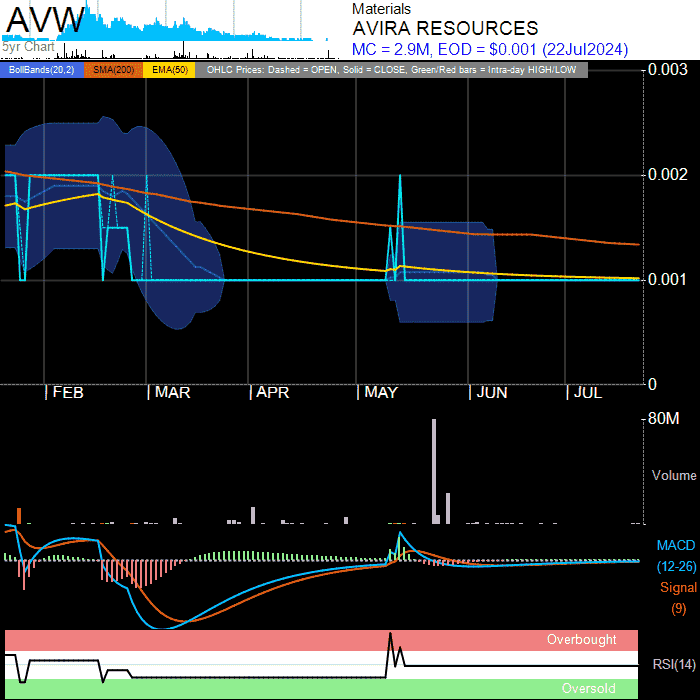 AVW
5yr Chart
Materials
AVIRA RESOURCES
MC = 2.9M, EOD = $0.001 (22Jul2024)
BollBands(20,2) SMA(200) EMA(50) OHLC Prices: Dashed = OPEN, Solid = CLOSE, Green/Red bars = Intra-day HIGH/LOW
0.003
0.002
0.001
0
FEB MAR APR MAY JUN JUL
80M
Volume
MACD
(12-26)
Signal
(9)
Overbought
RSI(14)
Oversold